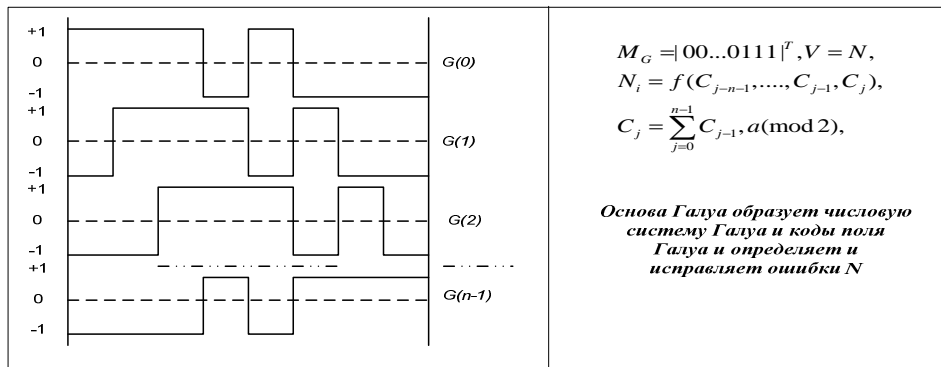 +1
0
-1
G(0)
+1
0
-1
G(1)
+1
0
-1
G(2)
+1
0
-1
G(n-1)
M_G=|00...0111|^T, V = N,
N_i = f(C_{j-n-1},....,C_{j-1},C_j),
C_j = \sum_{j=0}^{n-1} C_{j-1}, a(mod 2),
Основа Галуа образует числовую
систему Галуа и коды поля
Галуа и определяет и
исправляет ошибки N